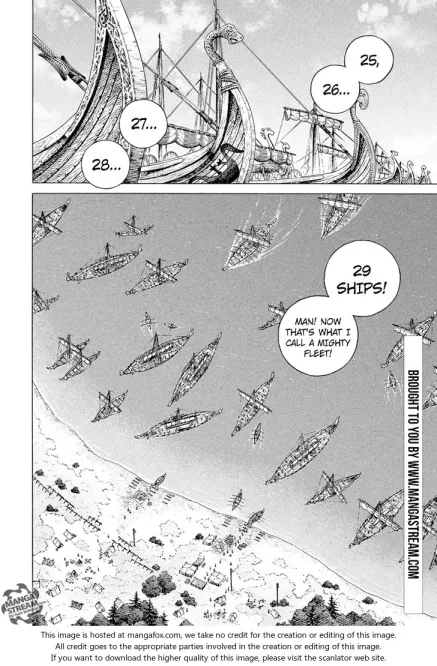 25,
26...
27...
28...
29
SHIPS!
MAN! NOW
THAT'S WHAT I
CALL A MIGHTY
FLEET!
BROUGHT TO YOU BY WWW.MANGASTREAM.COM
MANGA
STREAM
This image is hosted at mangafox.com, we take no credit for the creation or editing of this image.
All credit goes to the appropriate parties involved in the creation or editing of this image.
If you want to download the higher quality of this image, please visit the scanlator web site.